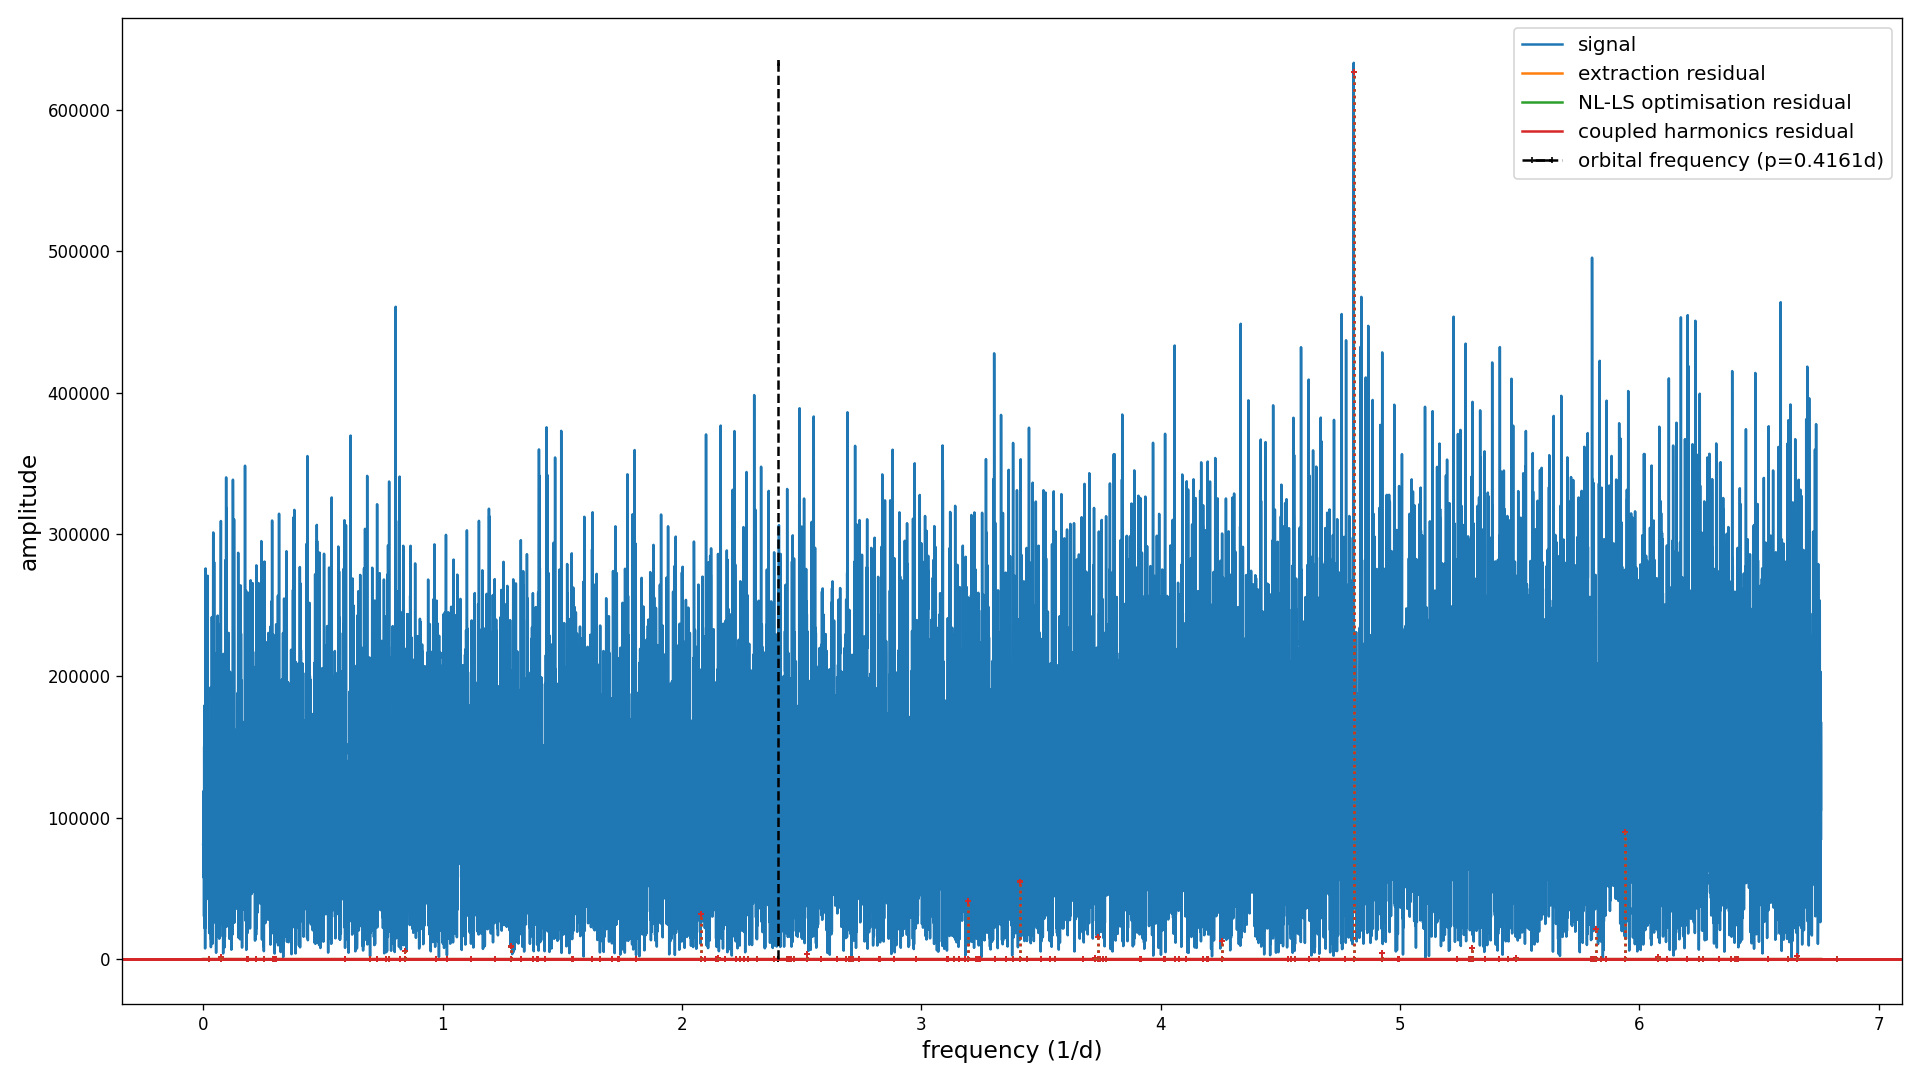 signal
extraction residual
NL-LS optimisation residual
coupled harmonics residual
orbital frequency (p=0.4161d)
amplitude
600000
500000
400000
300000
200000
100000
0
0 1 2 3 4 5 6 7
frequency (1/d)